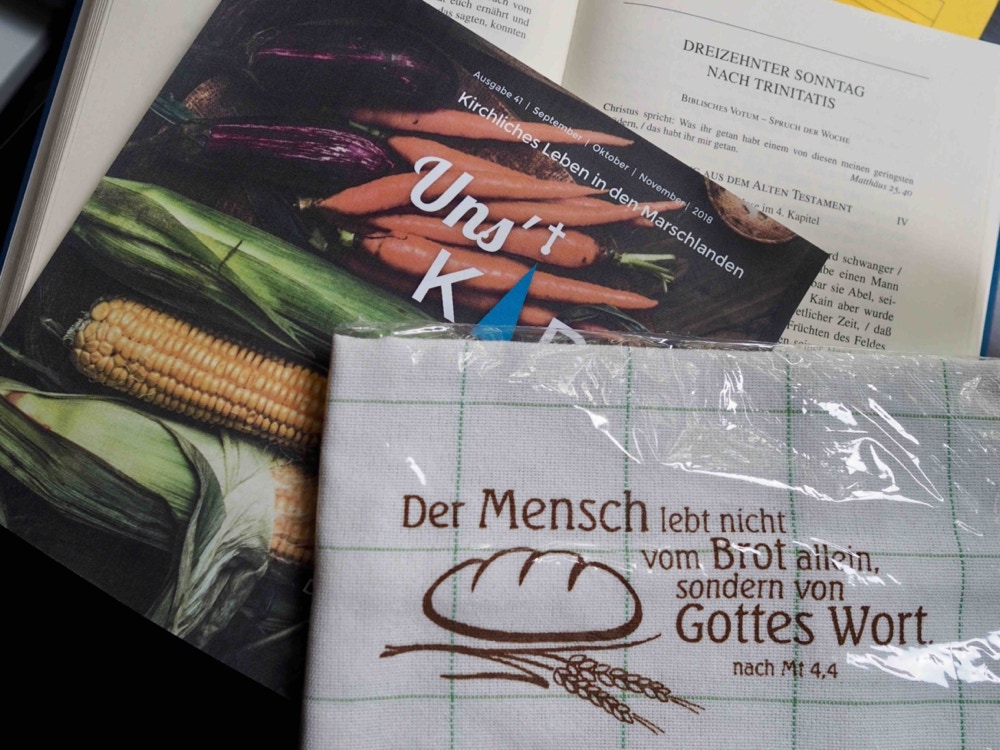 euch ernährt und
das sagten, konnten
DREIZEHNTER SONNTAG
NACH TRINITATIS
BIBLISCHES VOTUM – SPRUCH DER WOCHE
Christus spricht: Was ihr getan habt einem von diesen meinen geringsten
/ das habt ihr mir getan.
Matthäus 25,40
AUS DEM ALTEN TESTAMENT
IV
im 4. Kapitel
schwanger /
einen Mann
sie Abel, sei-
Kain aber wurde
etlicher Zeit, / daß
Früchten des Feldes
Ausgabe 41 | September | Oktober | November | 2018
Kirchliches Leben in den Marschlanden
Uns't
K
Der Mensch lebt nicht
vom Brot allein,
sondern von
Gottes Wort.
nach Mt 4,4